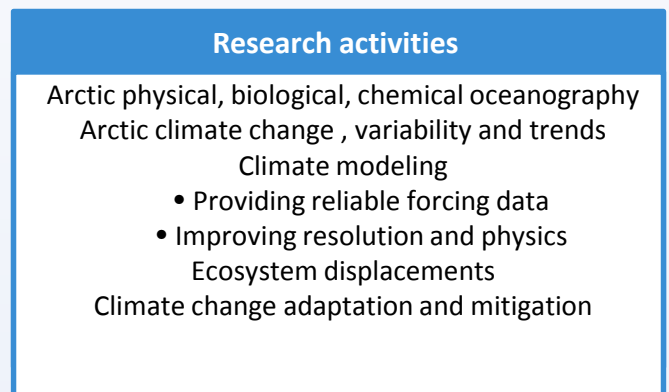 Research activities
Arctic physical, biological, chemical oceanography
Arctic climate change , variability and trends
Climate modeling
• Providing reliable forcing data
• Improving resolution and physics
Ecosystem displacements
Climate change adaptation and mitigation